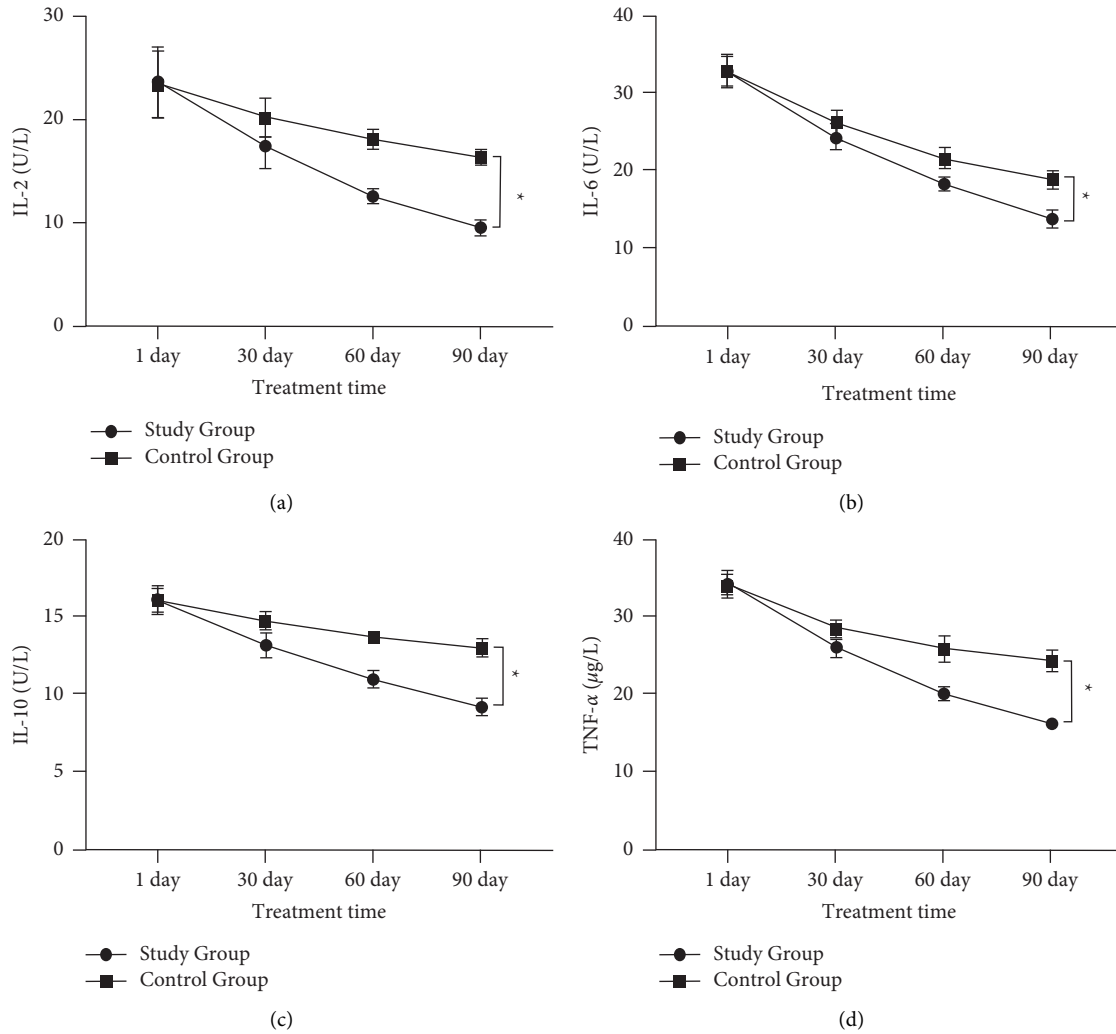 30
20
10
0
IL-2 (U/L)
*
1 day 30 day 60 day 90 day
Treatment time
Study Group
Control Group
(a)
40
30
20
10
0
IL-6 (U/L)
*
1 day 30 day 60 day 90 day
Treatment time
Study Group
Control Group
(b)
20
15
10
5
0
IL-10 (U/L)
*
1 day 30 day 60 day 90 day
Treatment time
Study Group
Control Group
(c)
40
30
20
10
0
TNF-α (μg/L)
*
1 day 30 day 60 day 90 day
Treatment time
Study Group
Control Group
(d)